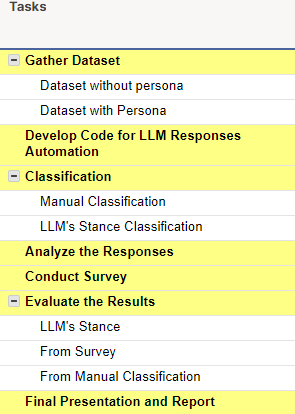 Tasks
Gather Dataset
Dataset without persona
Dataset with Persona
Develop Code for LLM Responses
Automation
Classification
Manual Classification
LLM's Stance Classification
Analyze the Responses
Conduct Survey
Evaluate the Results
LLM's Stance
From Survey
From Manual Classification
Final Presentation and Report